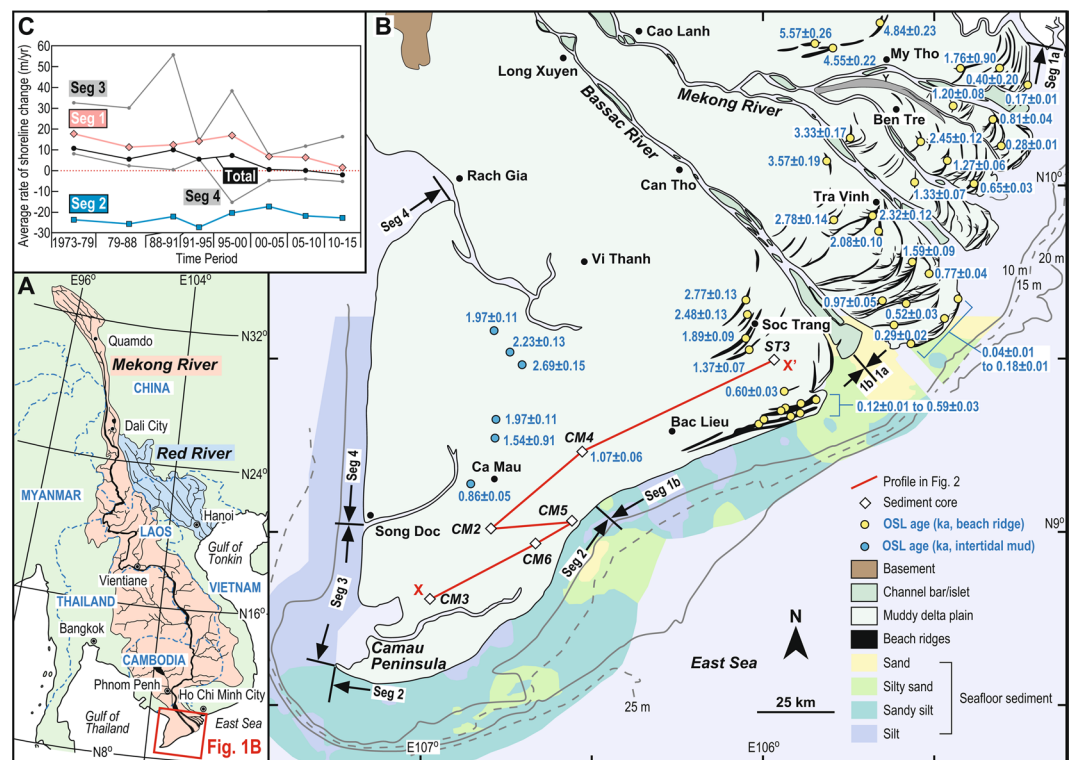 C
Average rate of shoreline change (m/yr)
60
50
40
30
20
10
0
-10
-20
-30
Seg 3
Seg 1
Total
Seg 4
Seg 2
1973-79
79-88
88-91
91-95
95-00
00-05
05-10
10-15
Time Period
A
E96º
E104º
N32º
Quamdo
Mekong River
CHINA
Dali City
Red River
N24º
MYANMAR
Hanoi
LAOS
Gulf of
Tonkin
Vientiane
VIETNAM
THAILAND
N16º
Bangkok
CAMBODIA
Phnom Penh
Ho Chi Minh City
Gulf of
Thailand
East Sea
N8º
Fig. 1B
B
Cao Lanh
Long Xuyen
Bassac River
Mekong River
My Tho
Ben Tre
Rach Gia
Can Tho
Tra Vinh
Vi Thanh
Soc Trang
ST3
X'
Bac Lieu
CM4
Ca Mau
CM5
Song Doc
CM2
CM6
X
CM3
Camau
Peninsula
East Sea
5.57±0.26
4.84±0.23
4.55±0.22
1.76±0.90
0.40±0.20
1.20±0.08
0.17±0.01
0.81±0.04
3.33±0.17
2.45±0.12
0.28±0.01
3.57±0.19
1.27±0.06
0.65±0.03
1.33±0.07
2.78±0.14
2.32±0.12
2.08±0.10
1.59±0.09
0.77±0.04
2.77±0.13
0.97±0.05
2.48±0.13
0.52±0.03
1.89±0.09
0.29±0.02
1.37±0.07
0.04±0.01
to 0.18±0.01
0.60±0.03
0.12±0.01 to 0.59±0.03
1.97±0.11
2.23±0.13
2.69±0.15
1.97±0.11
1.54±0.91
1.07±0.06
0.86±0.05
Seg 1a
Seg 4
1b
1a
Seg 4
Seg 1b
Seg 2
Seg 3
Seg 2
N10º
10 m
20 m
15 m
N9º
25 m
E107º
E106º
N
25 km
Profile in Fig. 2
Sediment core
OSL age (ka, beach ridge)
OSL age (ka, intertidal mud)
Basement
Channel bar/islet
Muddy delta plain
Beach ridges
Sand
Silty sand
Sandy silt
Silt
Seafloor sediment